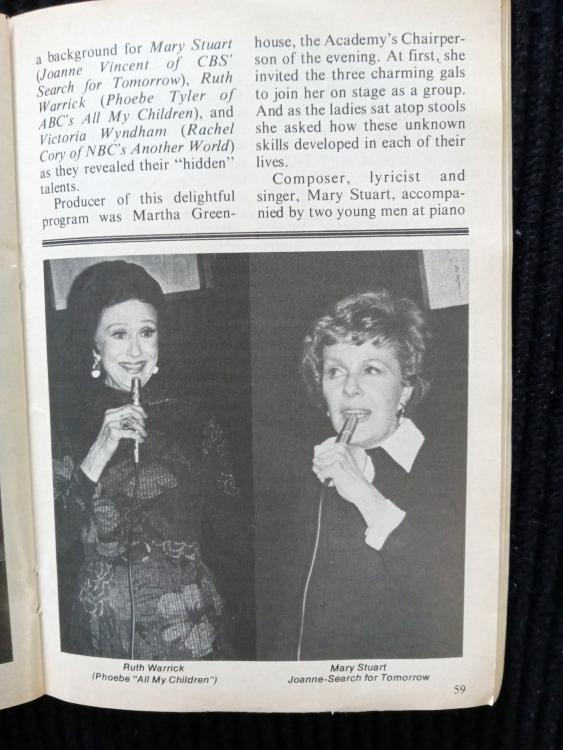 a background for Mary Stuart
(Joanne Vincent of CBS'
Search for Tomorrow), Ruth
Warrick (Phoebe Tyler of
ABC's All My Children), and
Victoria Wyndham (Rachel
Cory of NBC's Another World)
as they revealed their "hidden"
talents.
Producer of this delightful
program was Martha Green-
house, the Academy's Chairper-
son of the evening. At first, she
invited the three charming gals
to join her on stage as a group.
And as the ladies sat atop stools
she asked how these unknown
skills developed in each of their
lives.
Composer, lyricist and
singer, Mary Stuart, accompa-
nied by two young men at piano
Ruth Warrick
(Phoebe "All My Children")
Mary Stuart
Joanne-Search for Tomorrow
59